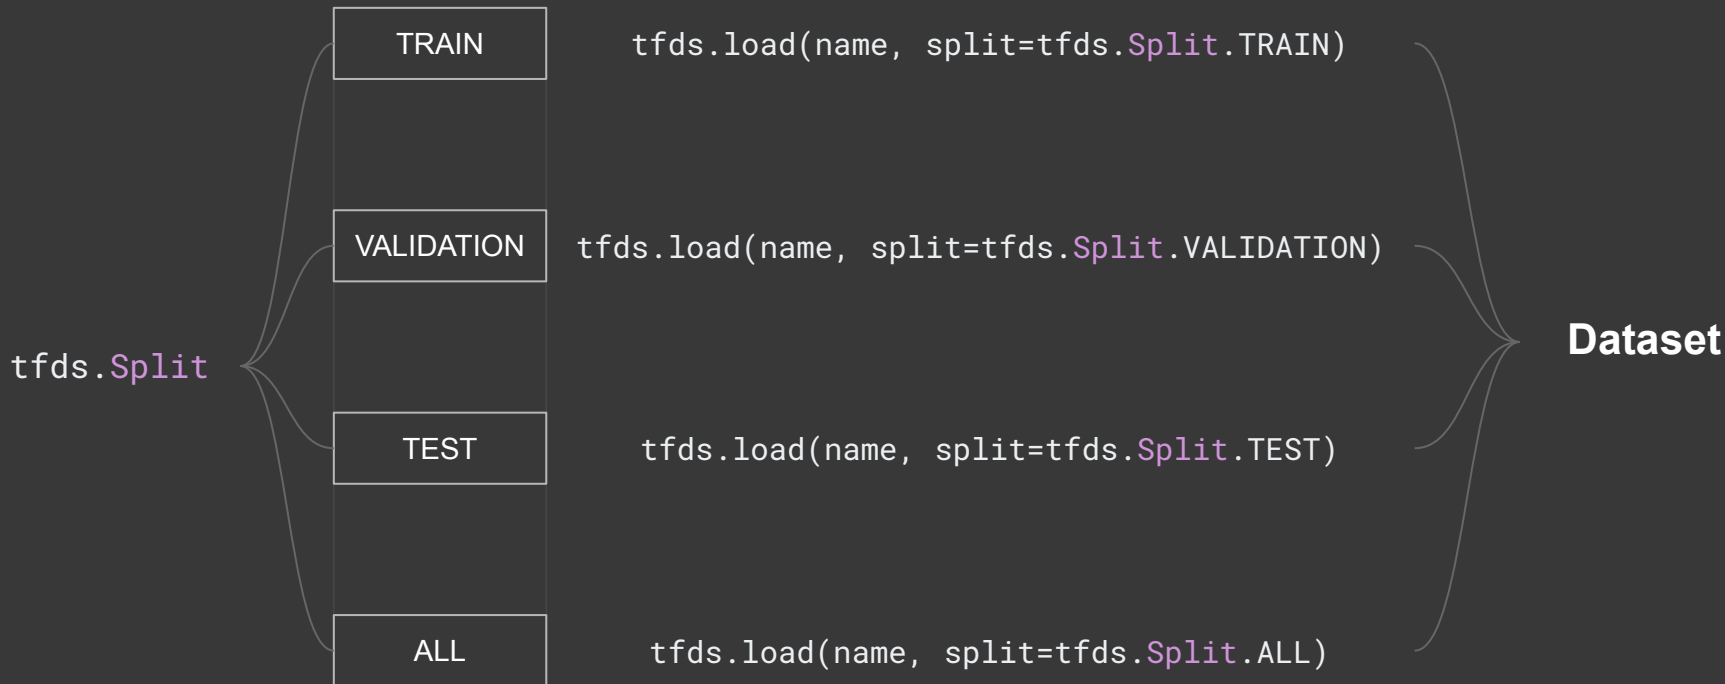 TRAIN
tfds.load(name, split=tfds.Split.TRAIN)
VALIDATION
tfds.load(name, split=tfds.Split.VALIDATION)
tfds.Split
Dataset
TEST
tfds.load(name, split=tfds.Split.TEST)
ALL
tfds.load(name, split=tfds.Split.ALL)